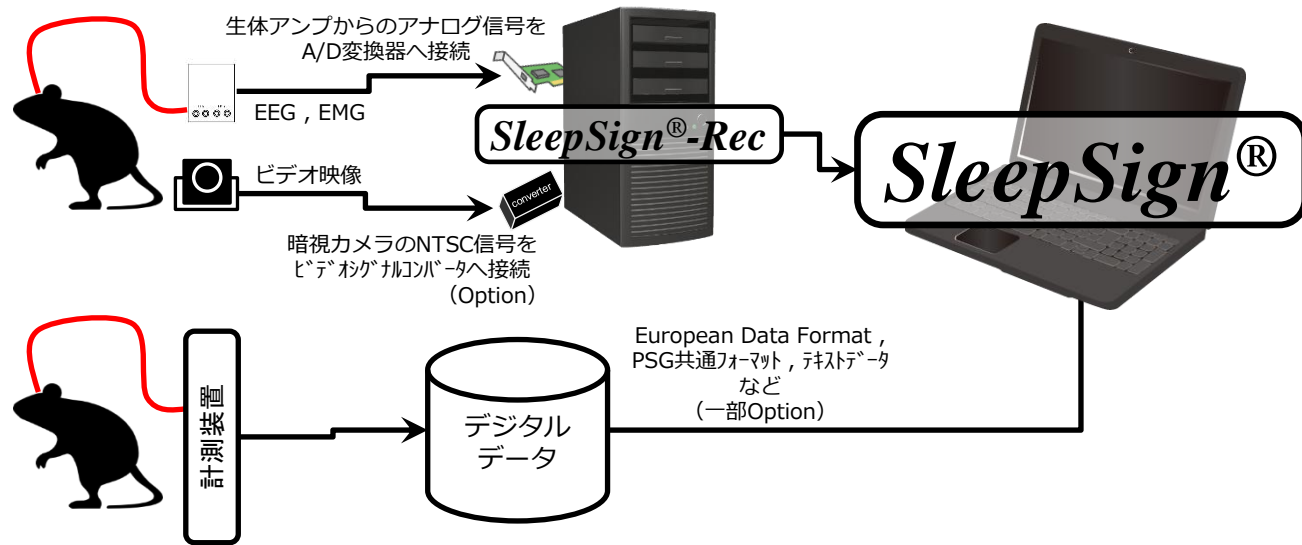 生体アンプからのアナログ信号を
A/D変換器へ接続
EEG , EMG
SleepSign®-Rec
SleepSign®
ビデオ映像
converter
暗視カメラのNTSC信号を
ﾋﾞﾃﾞｵｼｸﾞﾅﾙｺﾝﾊﾞｰﾀへ接続
（Option）
計測装置
デジタル
データ
European Data Format ,
PSG共通ﾌｫｰﾏｯﾄ , ﾃｷｽﾄﾃﾞｰﾀ
など
（一部Option）